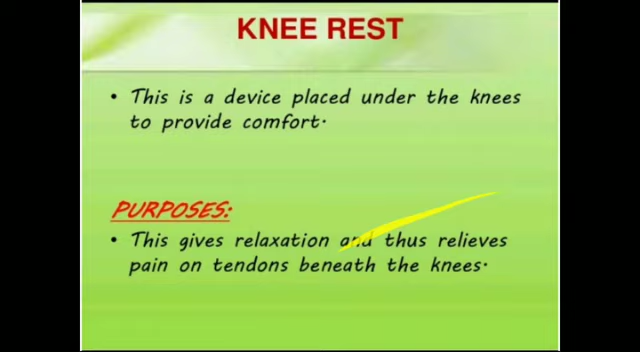 KNEE REST
• This is a device placed under the knees
to provide comfort.
PURPOSES:
• This gives relaxation and thus relieves
pain on tendons beneath the knees.